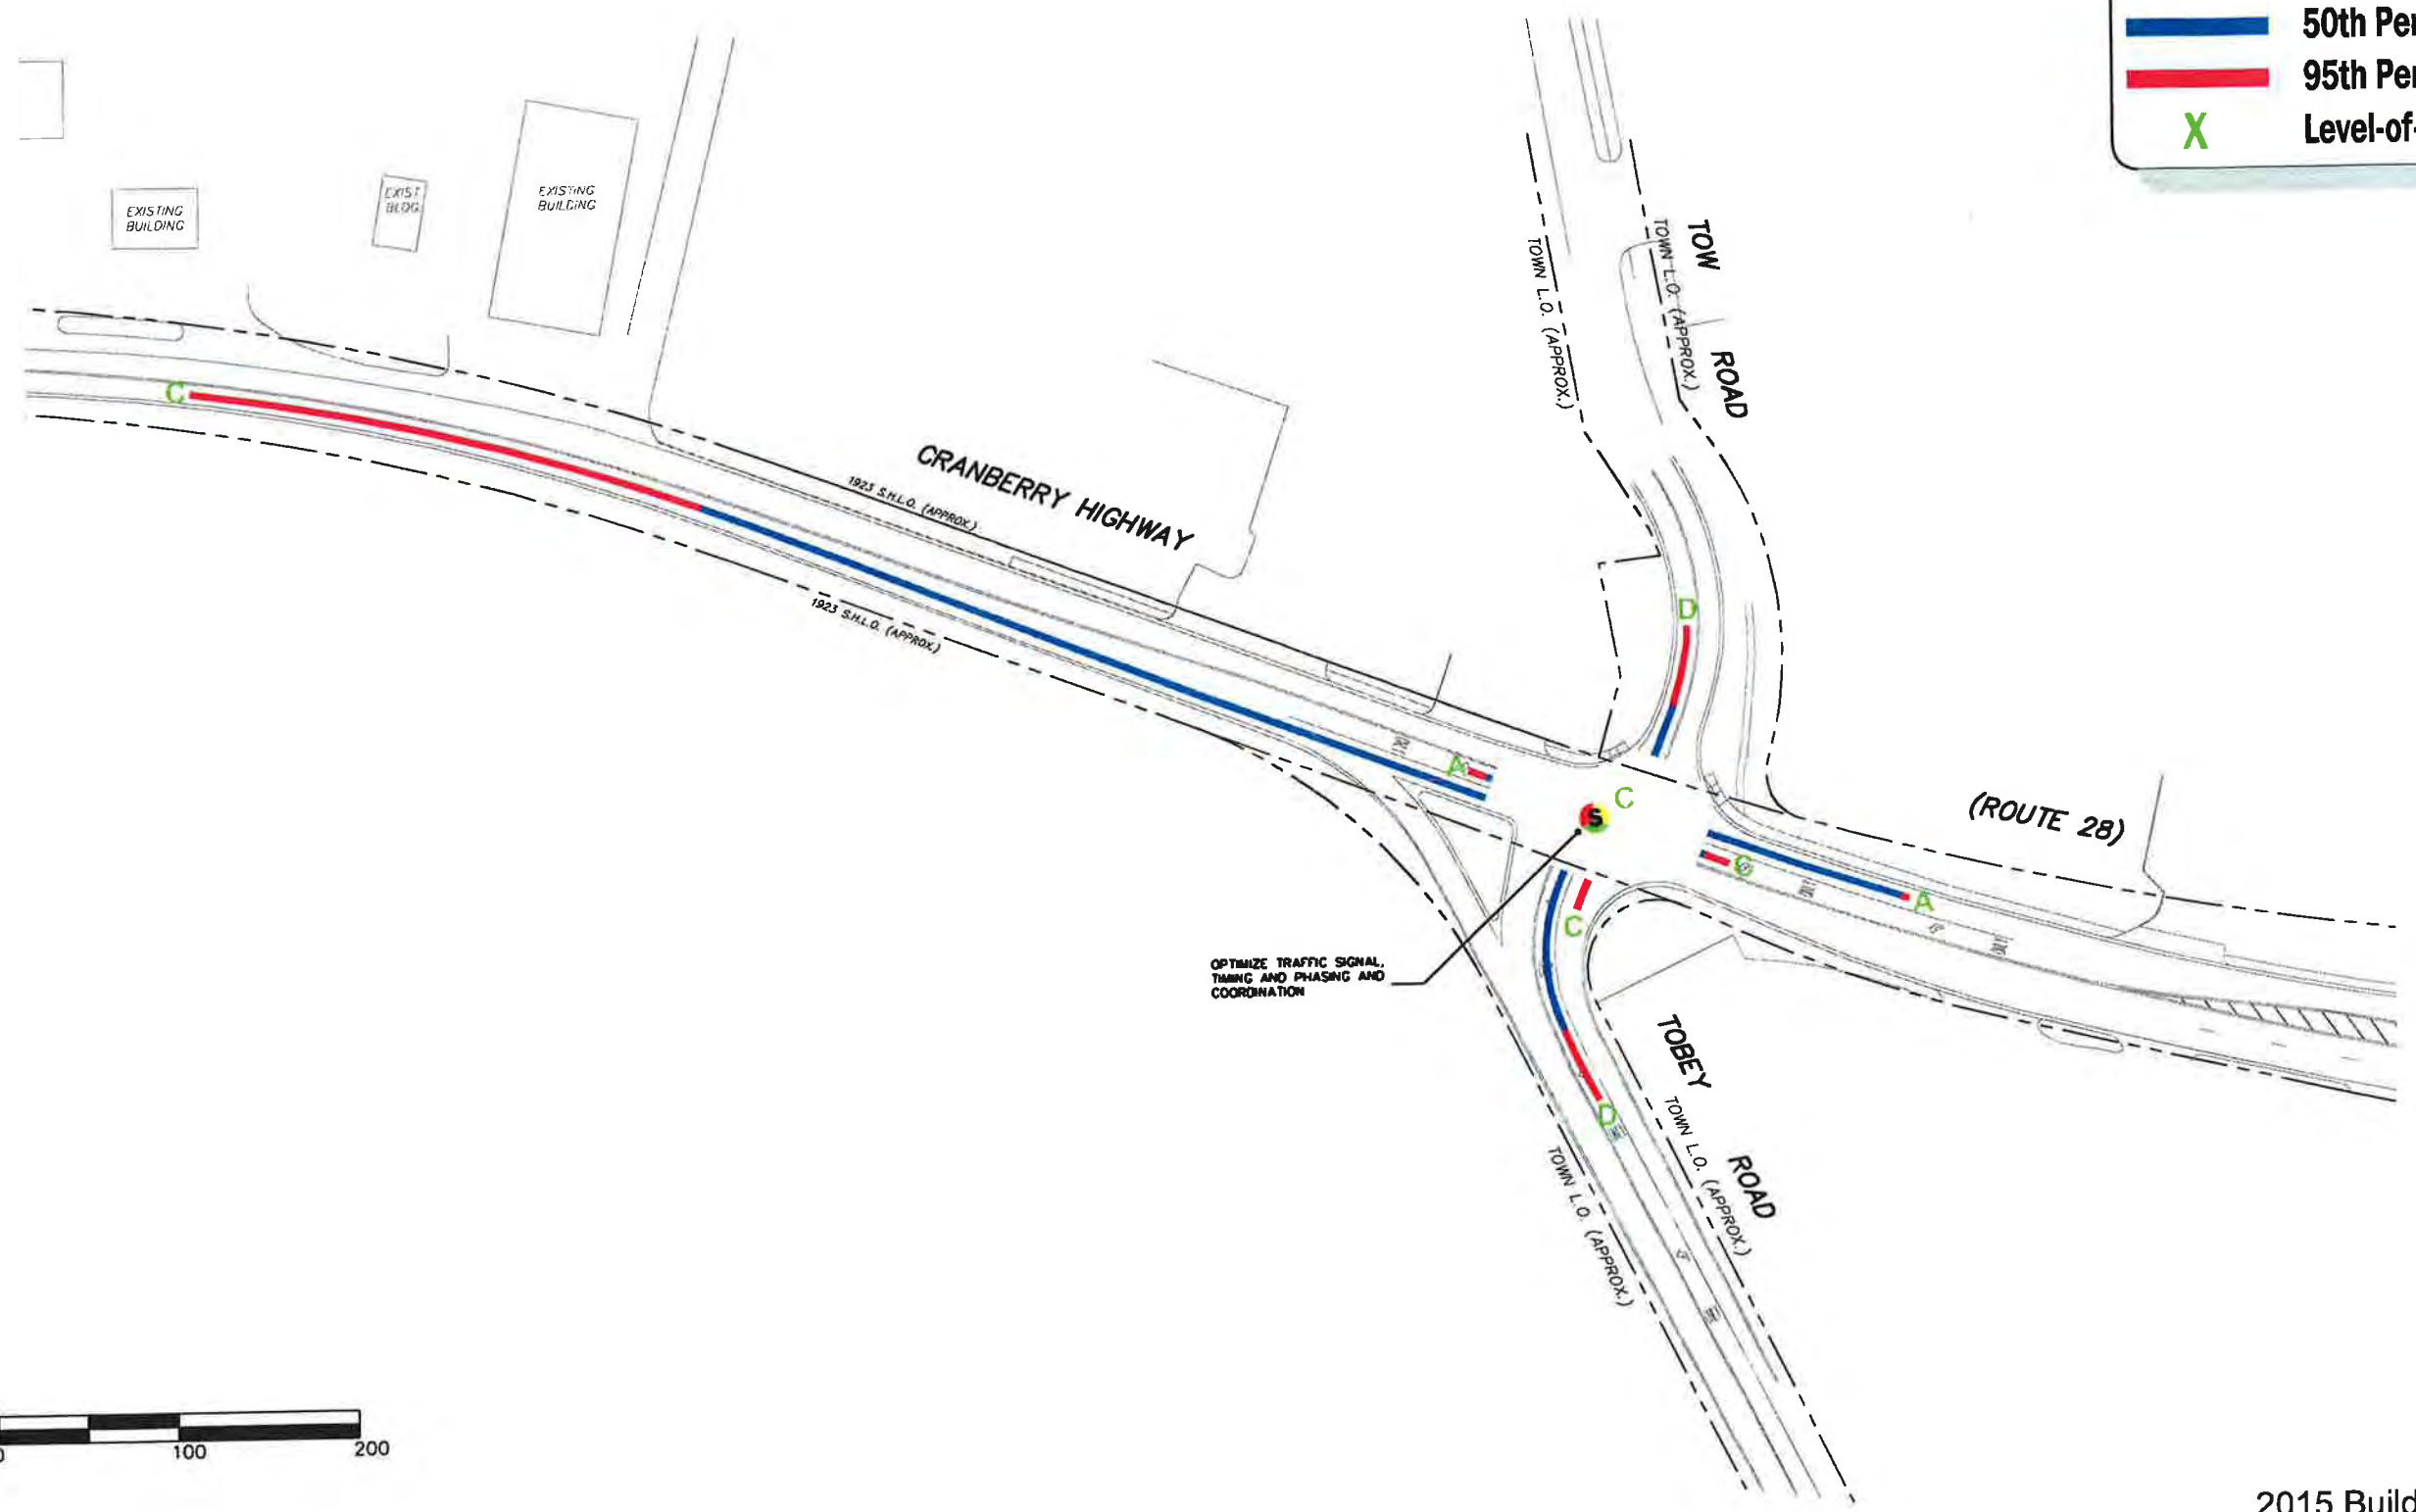 50th Per
95th Per
X Level-of-
EXISTING
BUILDING
EXIST
BLDG.
EXISTING
BUILDING
TOWN L.O. (APPROX.)
TOWN L.O. (APPROX.)
TOW ROAD
C
CRANBERRY HIGHWAY
1923 S.H.L.O. (APPROX.)
1923 S.H.L.O. (APPROX.)
D
A
C
S
(ROUTE 28)
C
A
C
OPTIMIZE TRAFFIC SIGNAL,
TIMING AND PHASING AND
COORDINATION
D
TOBEY ROAD
TOWN L.O. (APPROX.)
TOWN L.O. (APPROX.)
0 100 200
2015 Build